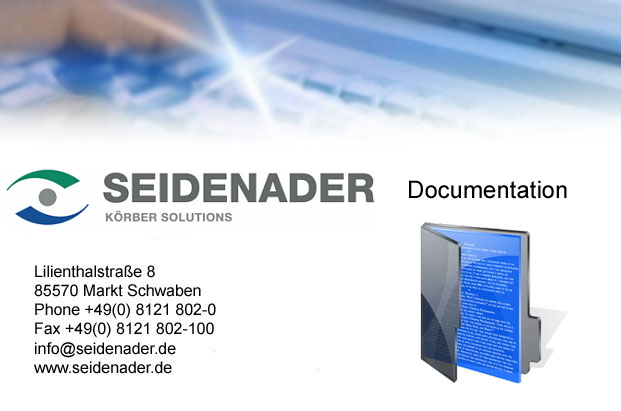 SEIDENADER
KÖRBER SOLUTIONS
Documentation
Lilienthalstraße 8
85570 Markt Schwaben
Phone +49(0) 8121 802-0
Fax +49(0) 8121 802-100
info@seidenader.de
www.seidenader.de